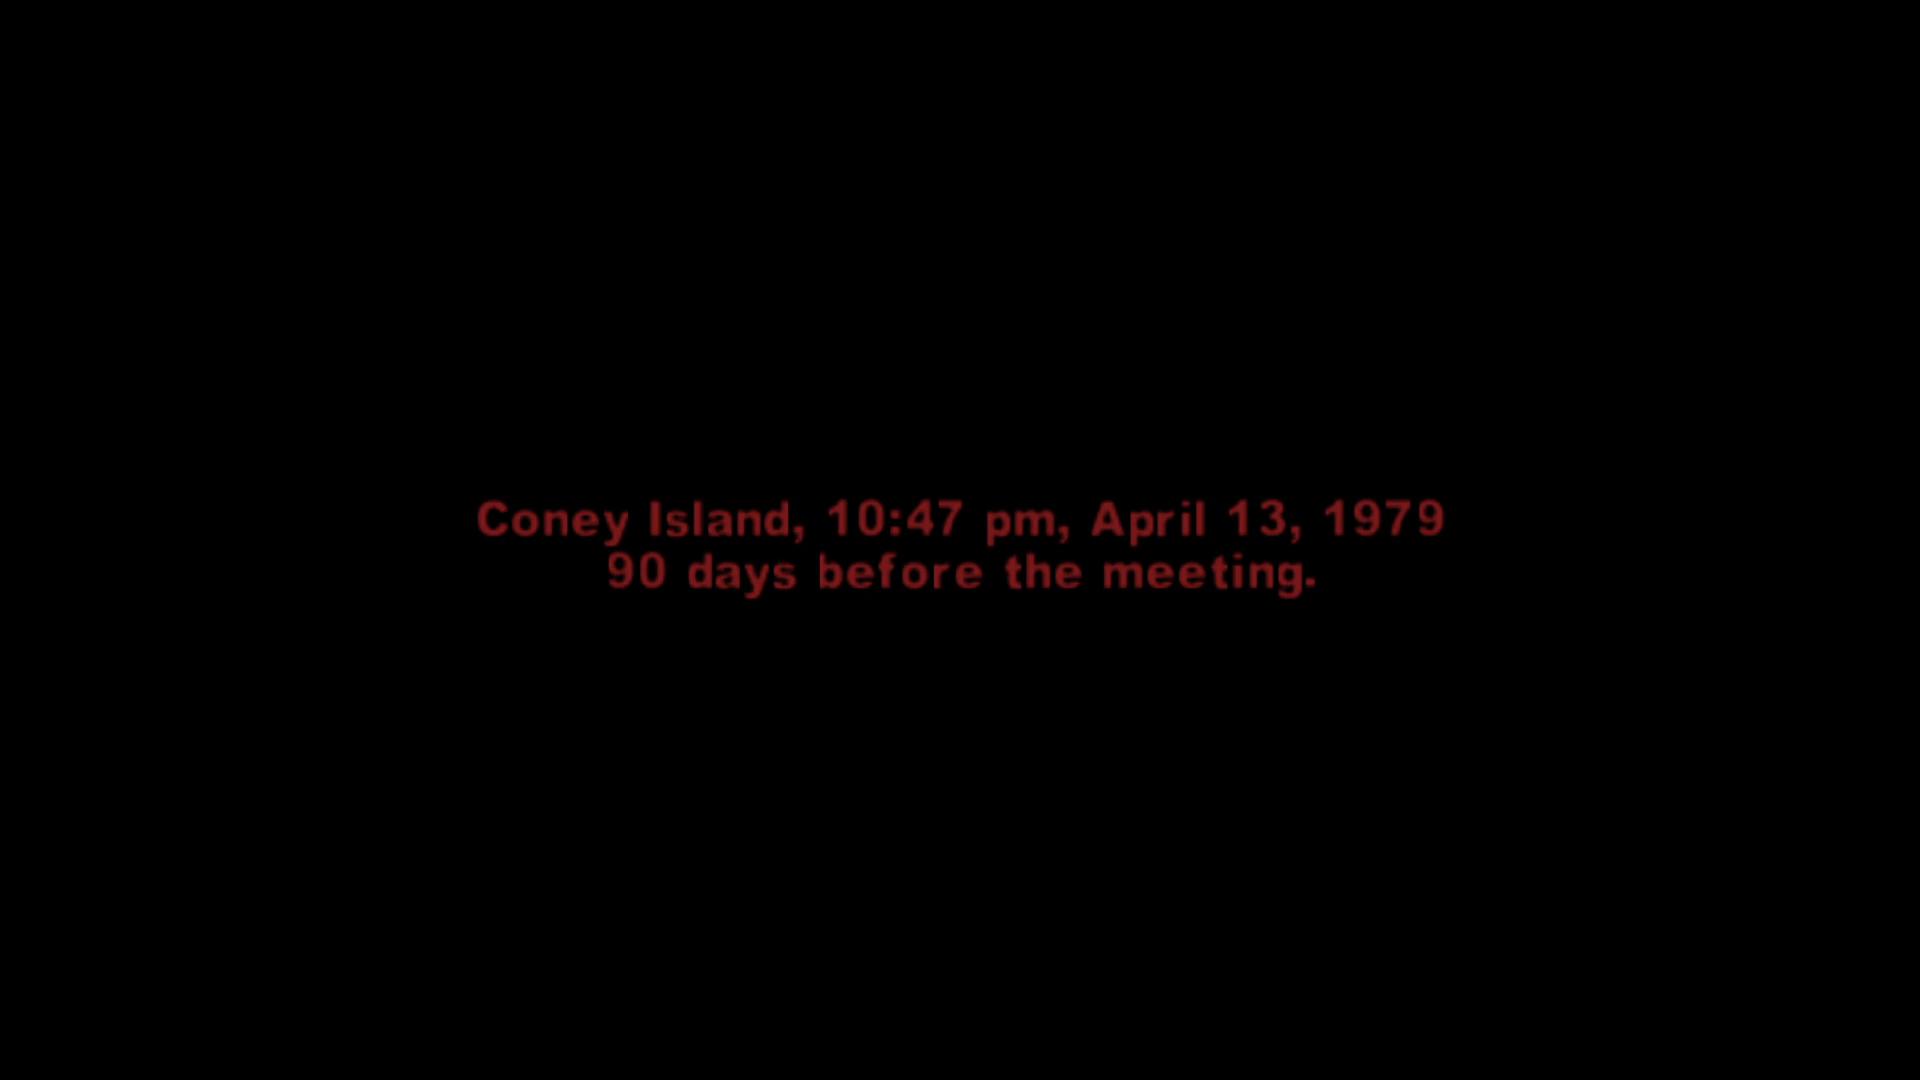 Coney Island, 10:47 pm, April 13, 1979
90 days before the meeting.